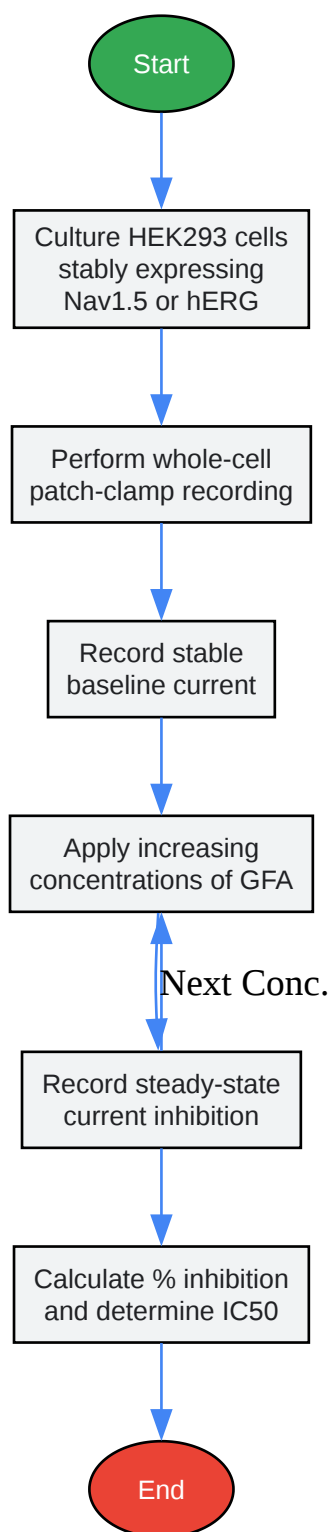 Start
Culture HEK293 cells
stably expressing
Nav1.5 or hERG
Perform whole-cell
patch-clamp recording
Record stable
baseline current
Apply increasing
concentrations of GFA
Next Conc.
Record steady-state
current inhibition
Calculate % inhibition
and determine IC50
End